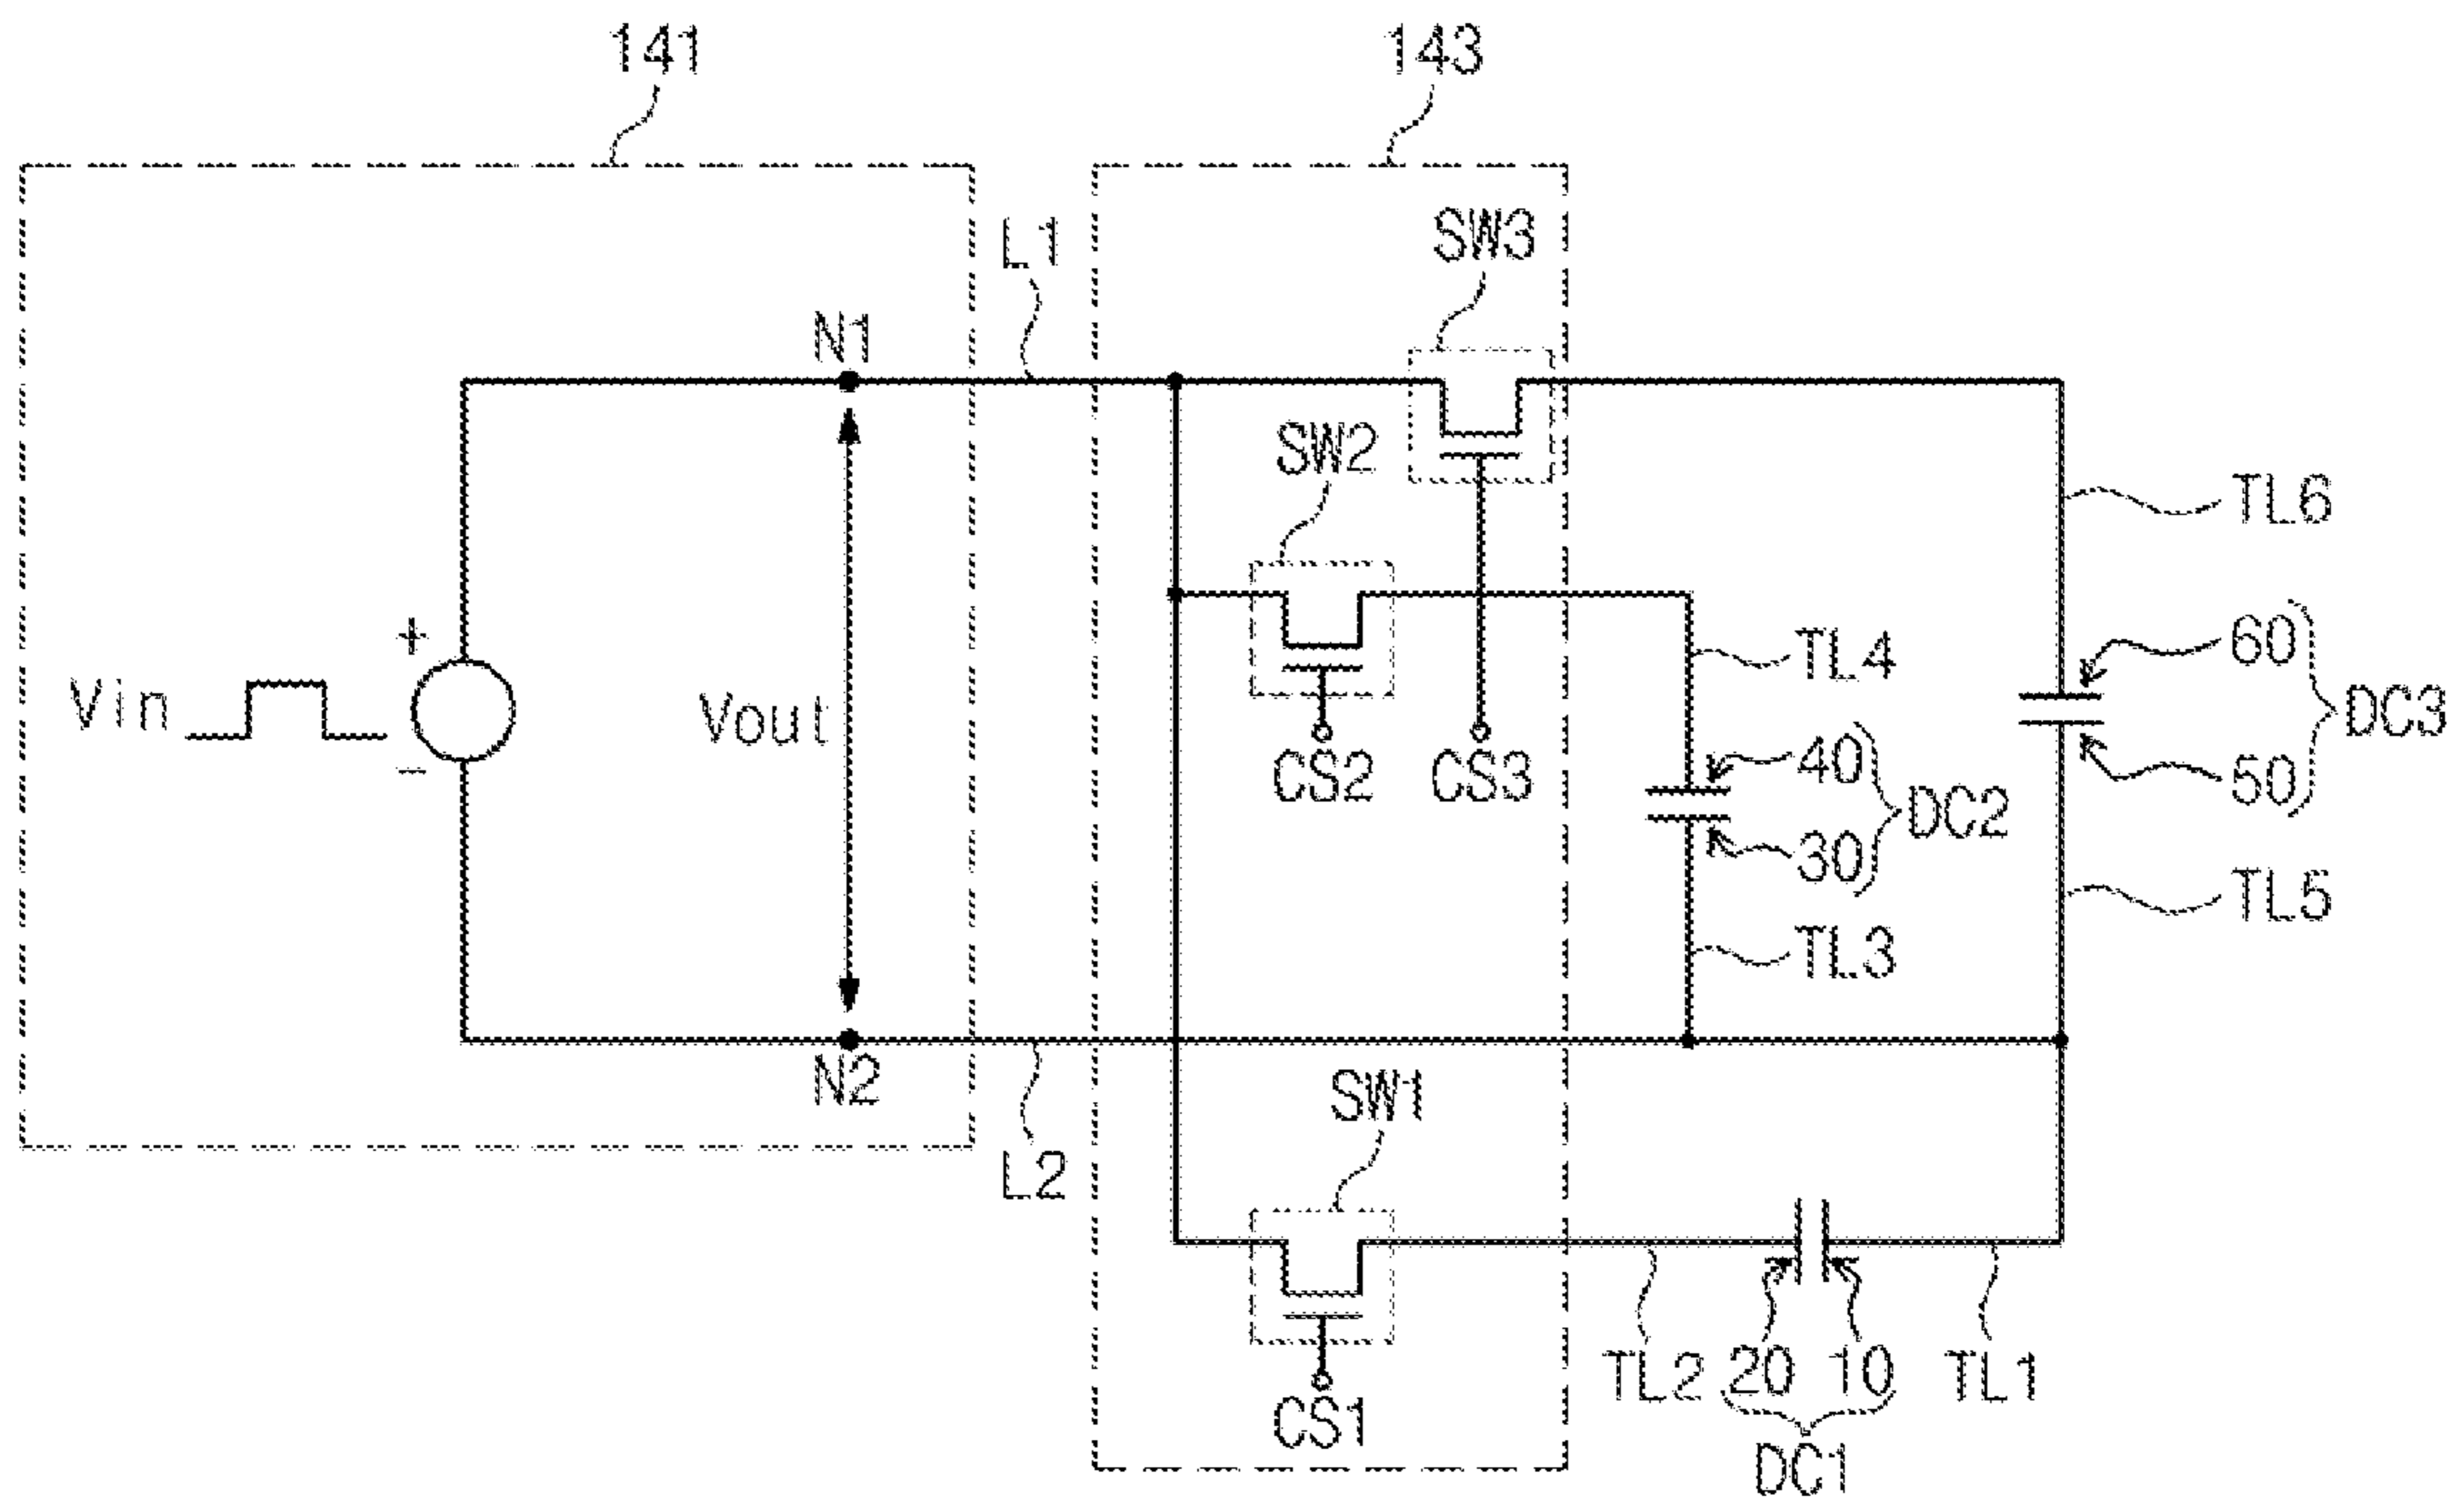 141
143
L1
SW3
N1
SW2
TL6
+
Vin
Vout
-
TL4
60
DC3
50
CS2
CS3
40
DC2
30
TL5
TL3
N2
SW1
L2
TL2
20
10
TL1
CS1
DC1